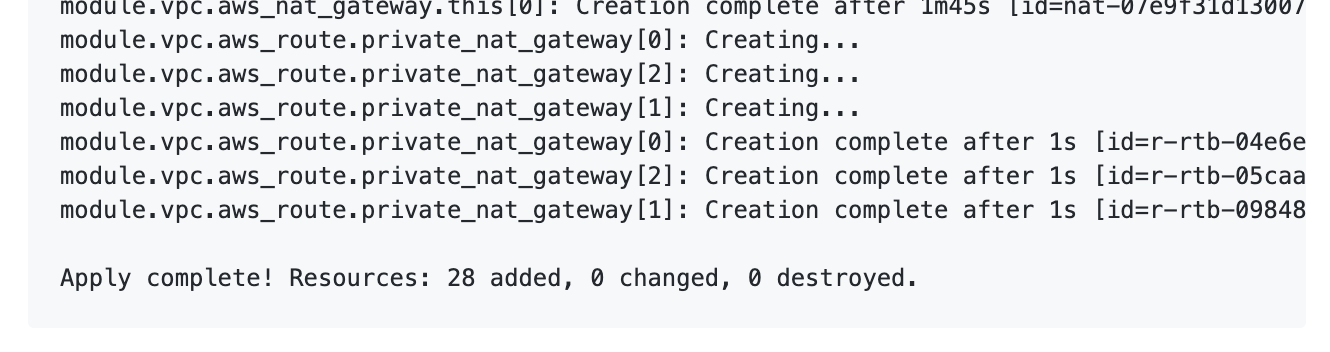 module.vpc.aws_nat_gateway.this[0]: Creation complete after 1m45s [id=nat-07e9f31d13007
module.vpc.aws_route.private_nat_gateway[0]: Creating...
module.vpc.aws_route.private_nat_gateway[2]: Creating...
module.vpc.aws_route.private_nat_gateway[1]: Creating...
module.vpc.aws_route.private_nat_gateway[0]: Creation complete after 1s [id=r-rtb-04e6e
module.vpc.aws_route.private_nat_gateway[2]: Creation complete after 1s [id=r-rtb-05caa
module.vpc.aws_route.private_nat_gateway[1]: Creation complete after 1s [id=r-rtb-09848
Apply complete! Resources: 28 added, 0 changed, 0 destroyed.